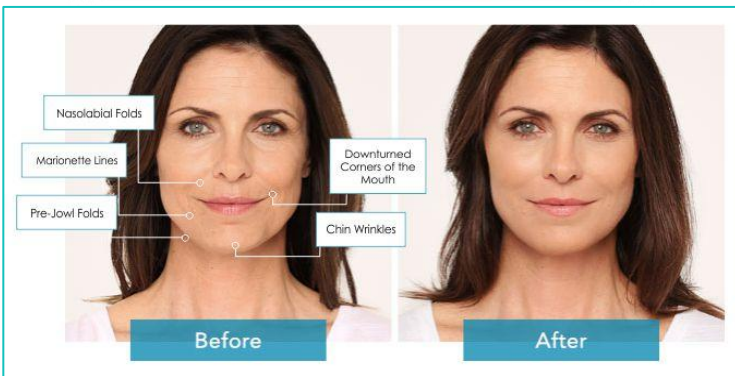 Nasolabial Folds
Marionette Lines
Pre-Jowl Folds
Downturned
Corners of the
Mouth
Chin Wrinkles
Before
After